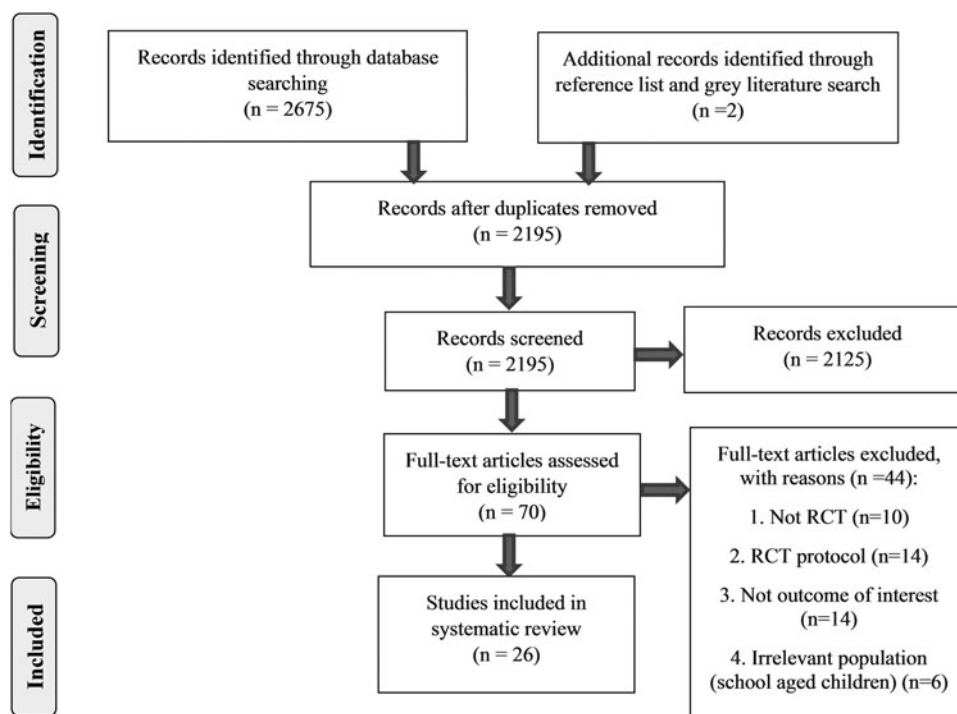 Identification
Records identified through database
searching
(n = 2675)
Additional records identified through
reference list and grey literature search
(n =2)
Screening
Records after duplicates removed
(n = 2195)
Records screened
(n = 2195)
Records excluded
(n = 2125)
Eligibility
Full-text articles assessed
for eligibility
(n = 70)
Full-text articles excluded,
with reasons (n =44):
1. Not RCT (n=10)
2. RCT protocol (n=14)
3. Not outcome of interest
(n=14)
4. Irrelevant population
(school aged children) (n=6)
Included
Studies included in
systematic review
(n = 26)